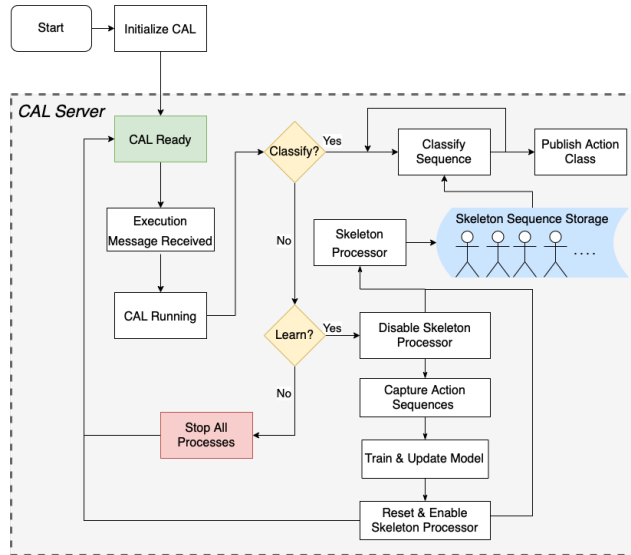 Start
Initialize CAL
CAL Server
CAL Ready
Execution
Message Received
CAL Running
Classify?
Yes
Classify
Sequence
Publish Action
Class
Skeleton Sequence Storage
....
Skeleton
Processor
No
Learn?
Yes
Disable Skeleton
Processor
Capture Action
Sequences
No
Stop All
Processes
Train & Update Model
Reset & Enable
Skeleton Processor